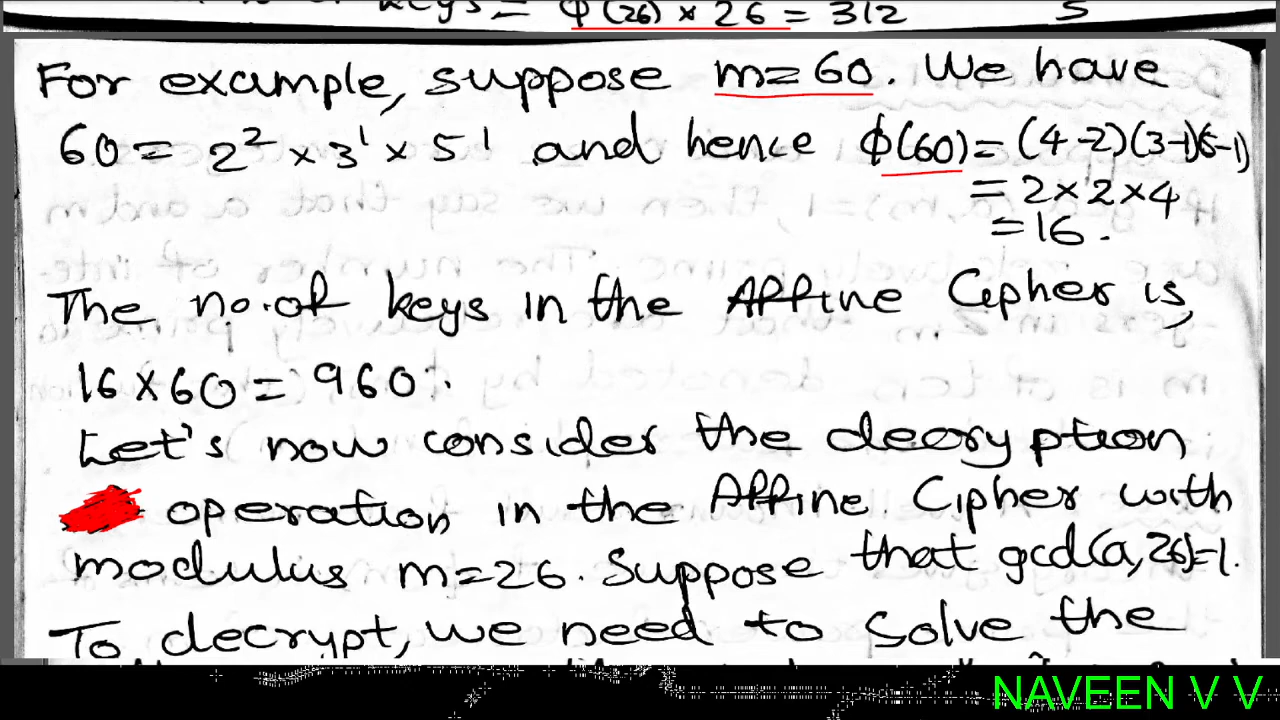 keys = φ(26) × 26 = 312 5
For example, suppose m=60. We have
60 = 2² × 3¹ × 5¹ and hence φ(60) = (4-2)(3-1)(5-1)
= 2×2×4
= 16.
The no. of keys in the Affine Cipher is,
16 × 60 = 960.
Let's now consider the decryption
operation in the Affine Cipher with
modulus m=26. Suppose that gcd(a,26)=1.
To decrypt, we need to solve the
NAVEEN V V